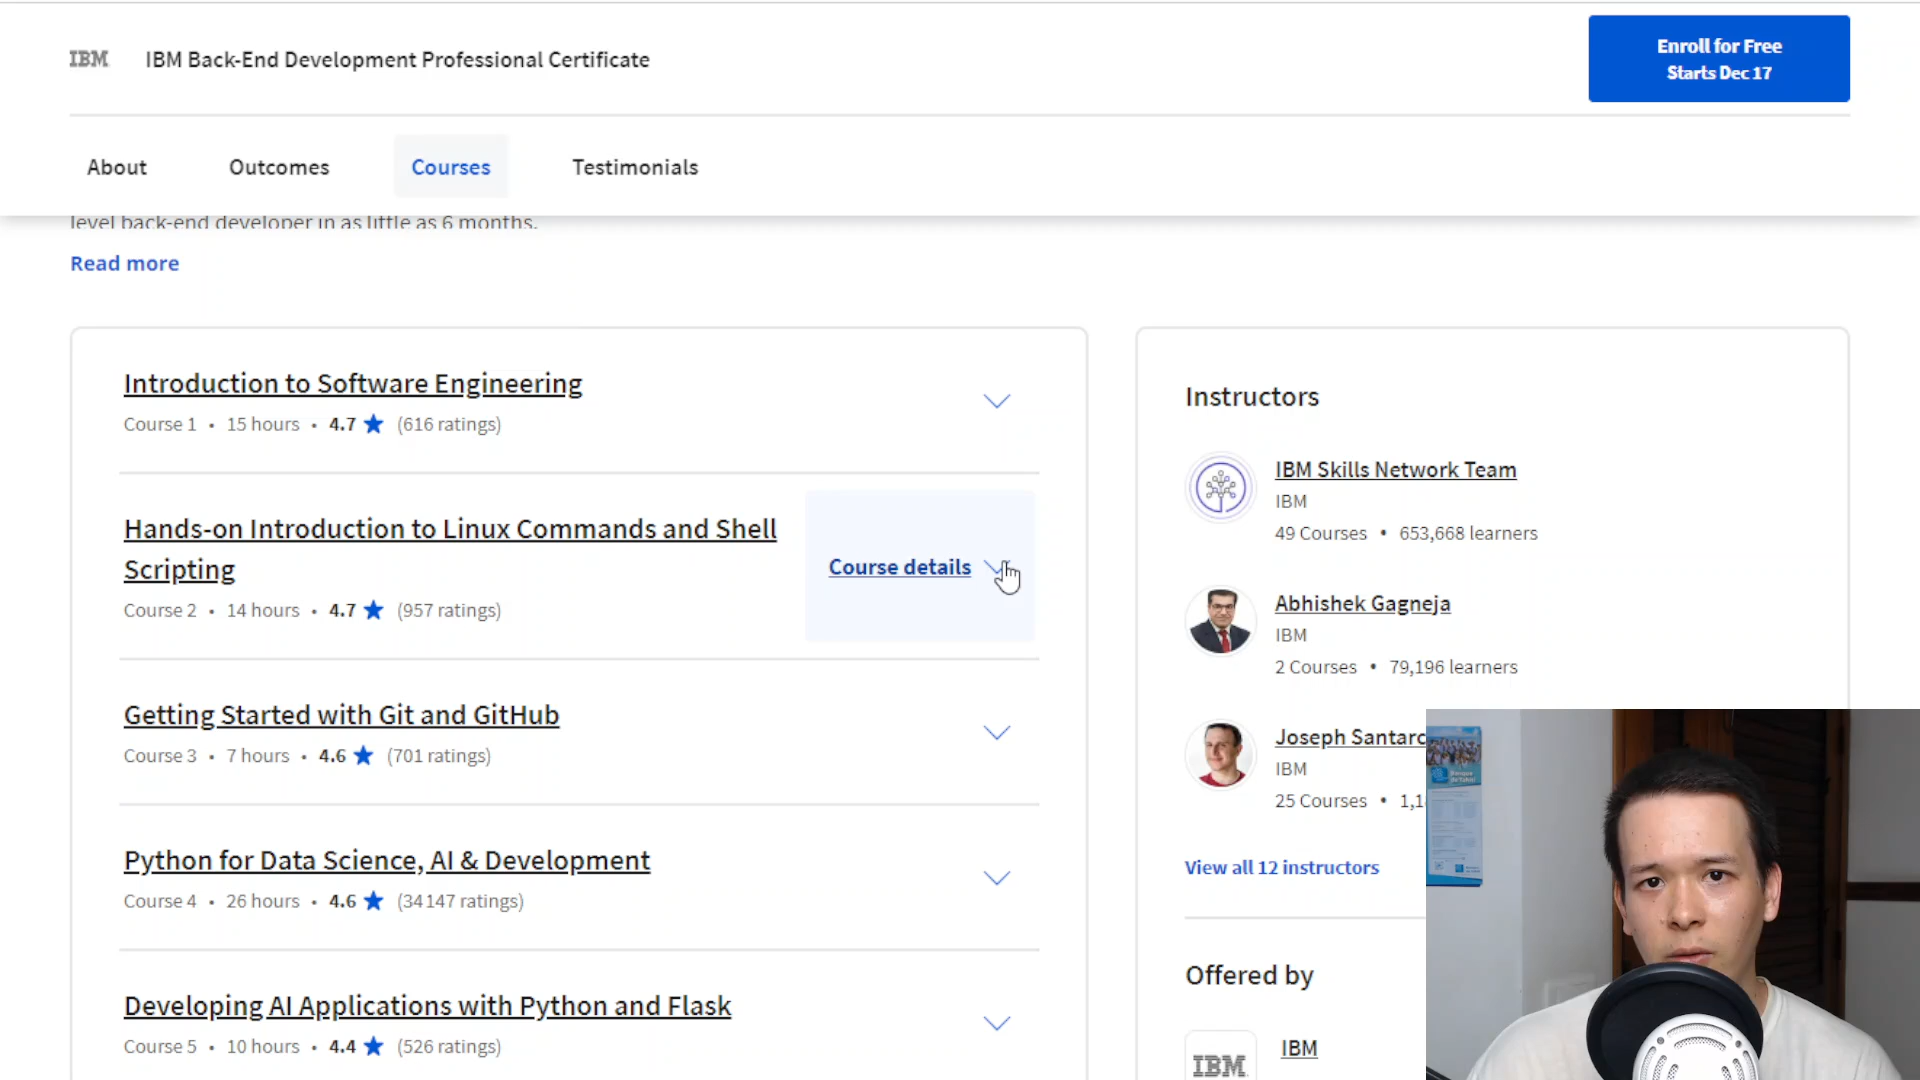 IBM IBM Back-End Development Professional Certificate
Enroll for Free
Starts Dec 17
About Outcomes Courses Testimonials
level back-end developer in as little as 6 months.
Read more
Introduction to Software Engineering
Course 1 • 15 hours • 4.7 ★ (616 ratings)
Hands-on Introduction to Linux Commands and Shell
Scripting
Course details
Course 2 • 14 hours • 4.7 ★ (957 ratings)
Getting Started with Git and GitHub
Course 3 • 7 hours • 4.6 ★ (701 ratings)
Python for Data Science, AI & Development
Course 4 • 26 hours • 4.6 ★ (34147 ratings)
Developing AI Applications with Python and Flask
Course 5 • 10 hours • 4.4 ★ (526 ratings)
Instructors
IBM Skills Network Team
IBM
49 Courses • 653,668 learners
Abhishek Gagneja
IBM
2 Courses • 79,196 learners
Joseph Santarc
IBM
25 Courses • 1,1
View all 12 instructors
Offered by
IBM IBM